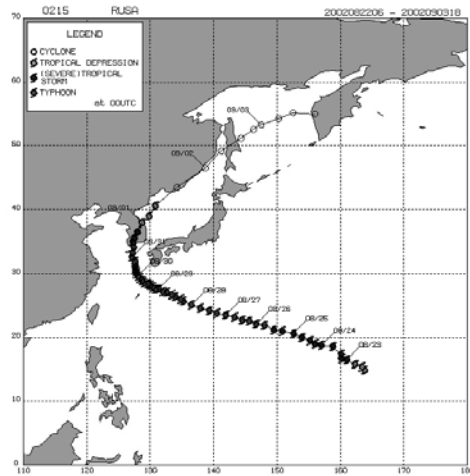 0215 RUSA 2002082206 - 2002090318
LEGEND
CYCLONE
TROPICAL DEPRESSION
(SEVERE)TROPICAL
STORM
TYPHOON
at 00UTC
70
60
50
40
30
20
10
0
09/03
09/02
09/01
08/31
08/30
08/29
08/28
08/27
08/26
08/25
08/24
08/23
110 120 130 140 150 160 170 180